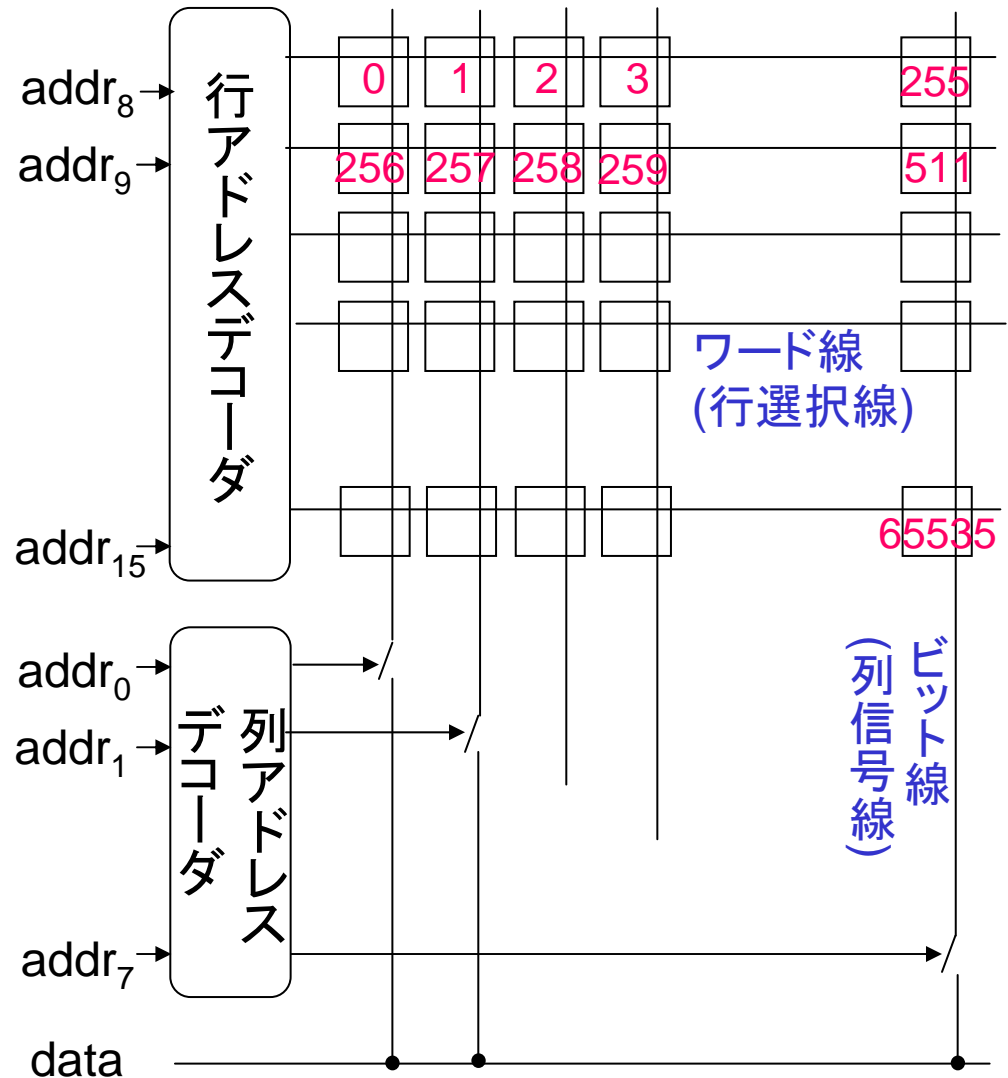 addr8
addr9
addr15
行アドレスデコーダ
0 1 2 3 255
256 257 258 259 511
ワード線
(行選択線)
65535
addr0
addr1
addr7
列アドレス
デコーダ
ビット線
(列信号線)
data